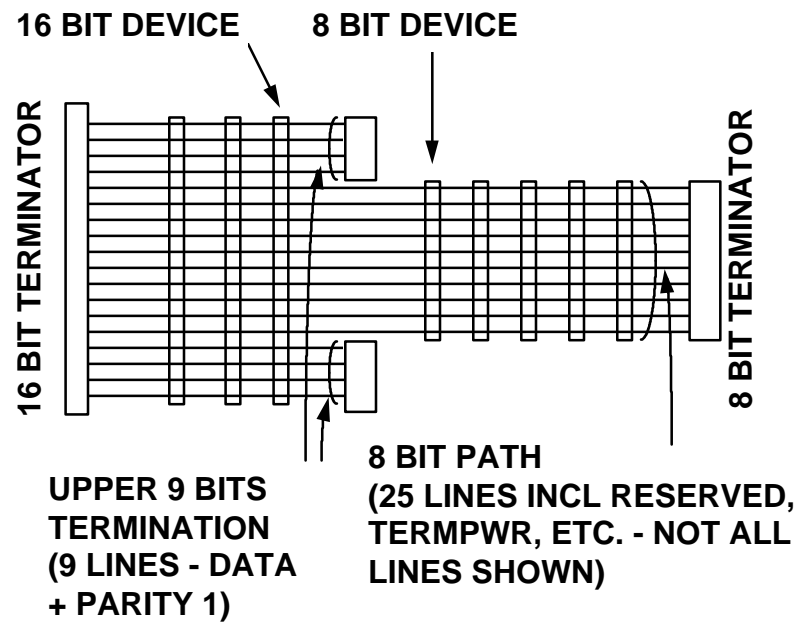 16 BIT DEVICE
8 BIT DEVICE
16 BIT TERMINATOR
8 BIT TERMINATOR
UPPER 9 BITS
TERMINATION
(9 LINES - DATA
+ PARITY 1)
8 BIT PATH
(25 LINES INCL RESERVED,
TERMPWR, ETC. - NOT ALL
LINES SHOWN)